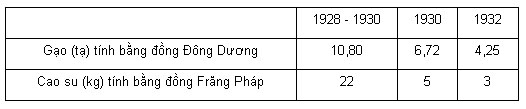 1928 - 1930 1930 1932
Gạo (tạ) tính bằng đồng Đông Dương 10,80 6,72 4,25
Cao su (kg) tính bằng đồng Frăng Pháp 22 5 3